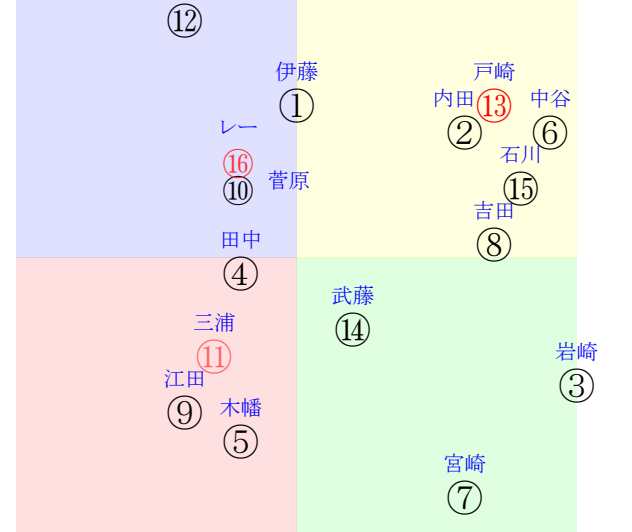 ⑫
伊藤
①
戸崎
⑬
内田
②
中谷
⑥
レー
⑯
⑩
菅原
石川
⑮
吉田
⑧
田中
④
武藤
⑭
三浦
⑪
岩崎
③
江田
⑨
木幡
⑤
宮崎
⑦